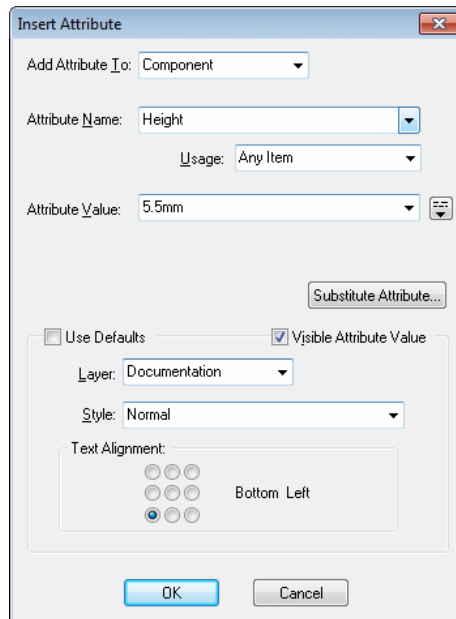 Insert Attribute
Add Attribute To: Component
Attribute Name: Height
Usage: Any Item
Attribute Value: 5.5mm
Substitute Attribute...
Use Defaults Visible Attribute Value
Layer: Documentation
Style: Normal
Text Alignment:
Bottom Left
OK Cancel